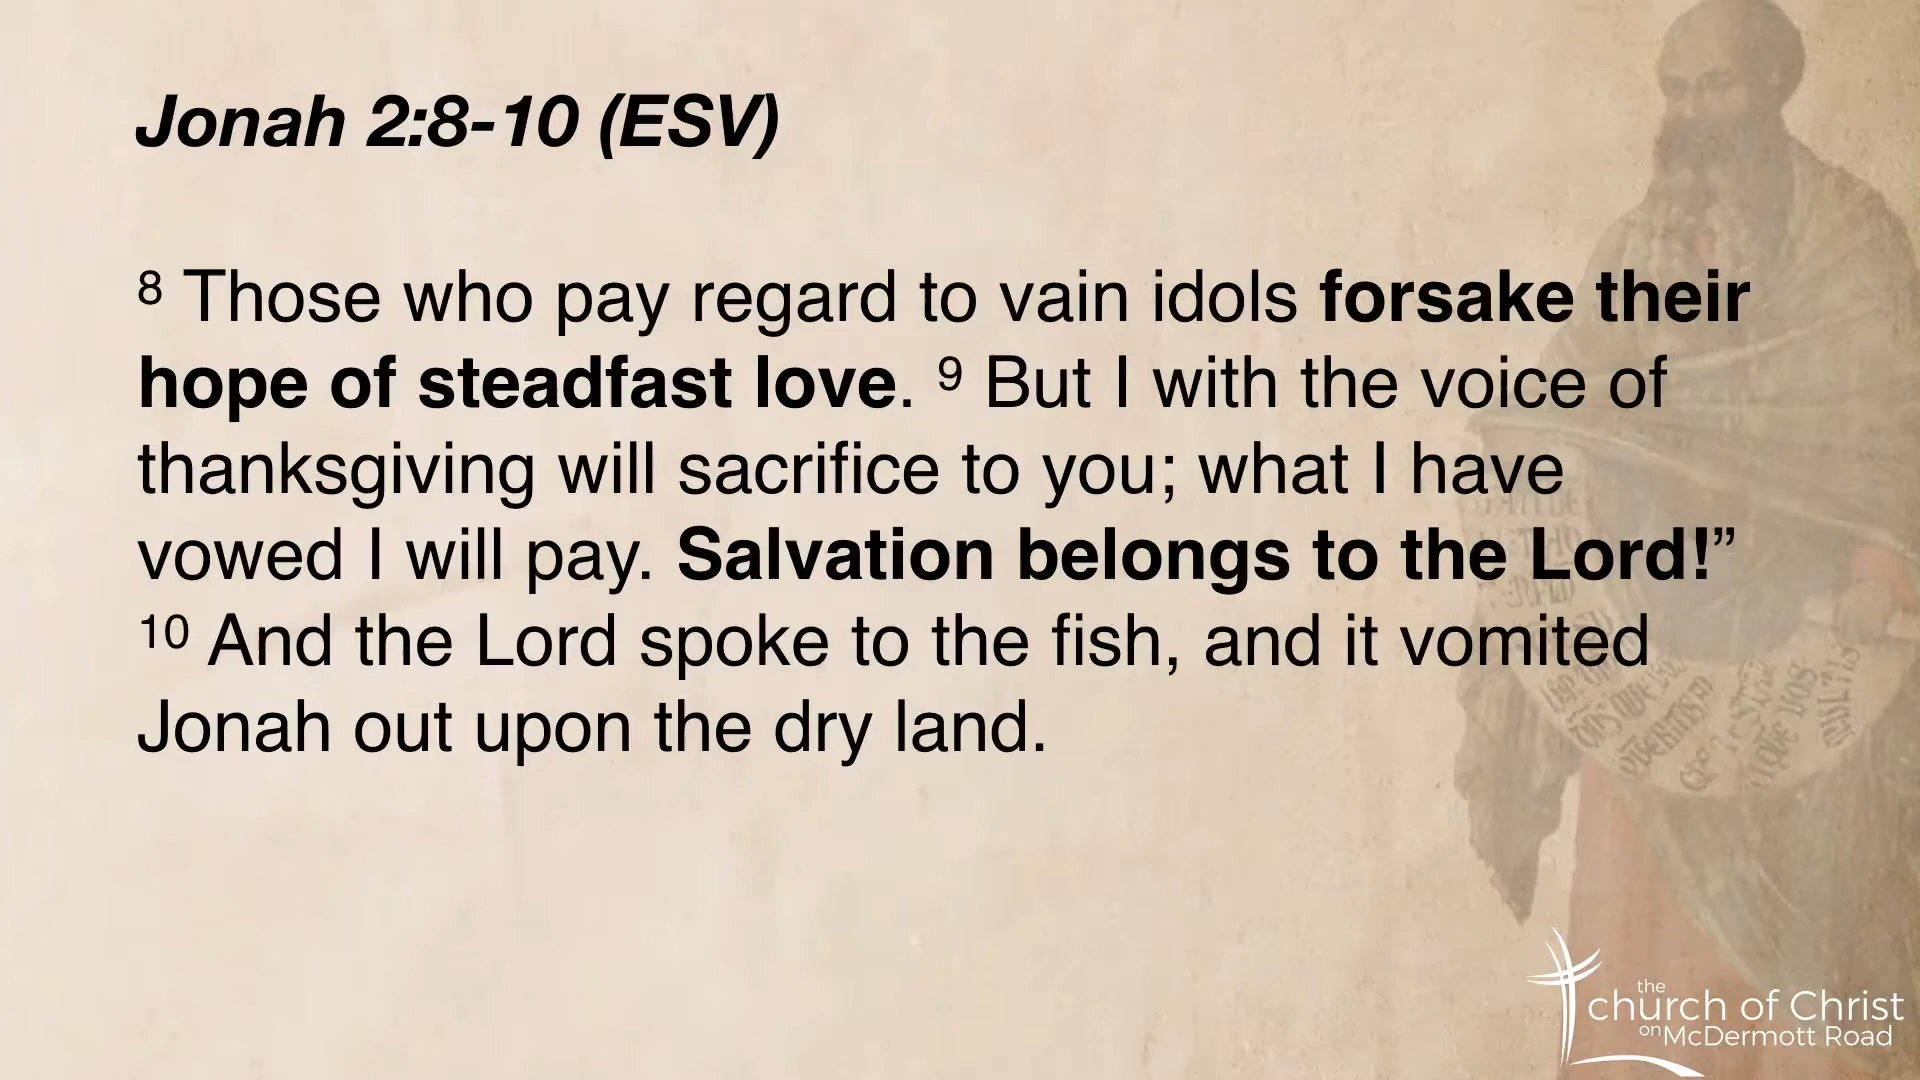 Jonah 2:8-10 (ESV)
8 Those who pay regard to vain idols forsake their
hope of steadfast love. 9 But I with the voice of
thanksgiving will sacrifice to you; what I have
vowed I will pay. Salvation belongs to the Lord!”
10 And the Lord spoke to the fish, and it vomited
Jonah out upon the dry land.
the
church of Christ
on McDermott Road